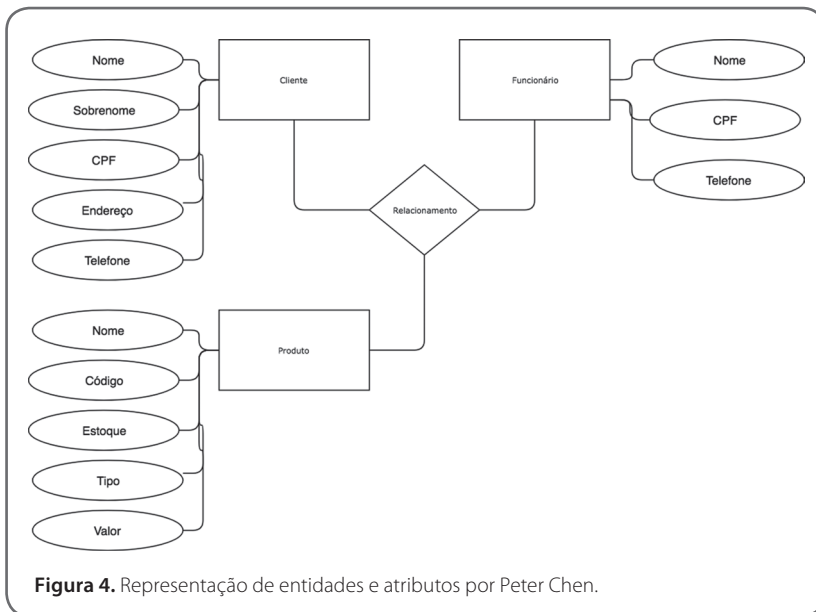 Nome
Sobrenome
CPF
Endereço
Telefone
Cliente
Funcionário
Nome
CPF
Telefone
Relacionamento
Nome
Código
Estoque
Tipo
Valor
Produto
Figura 4. Representação de entidades e atributos por Peter Chen.